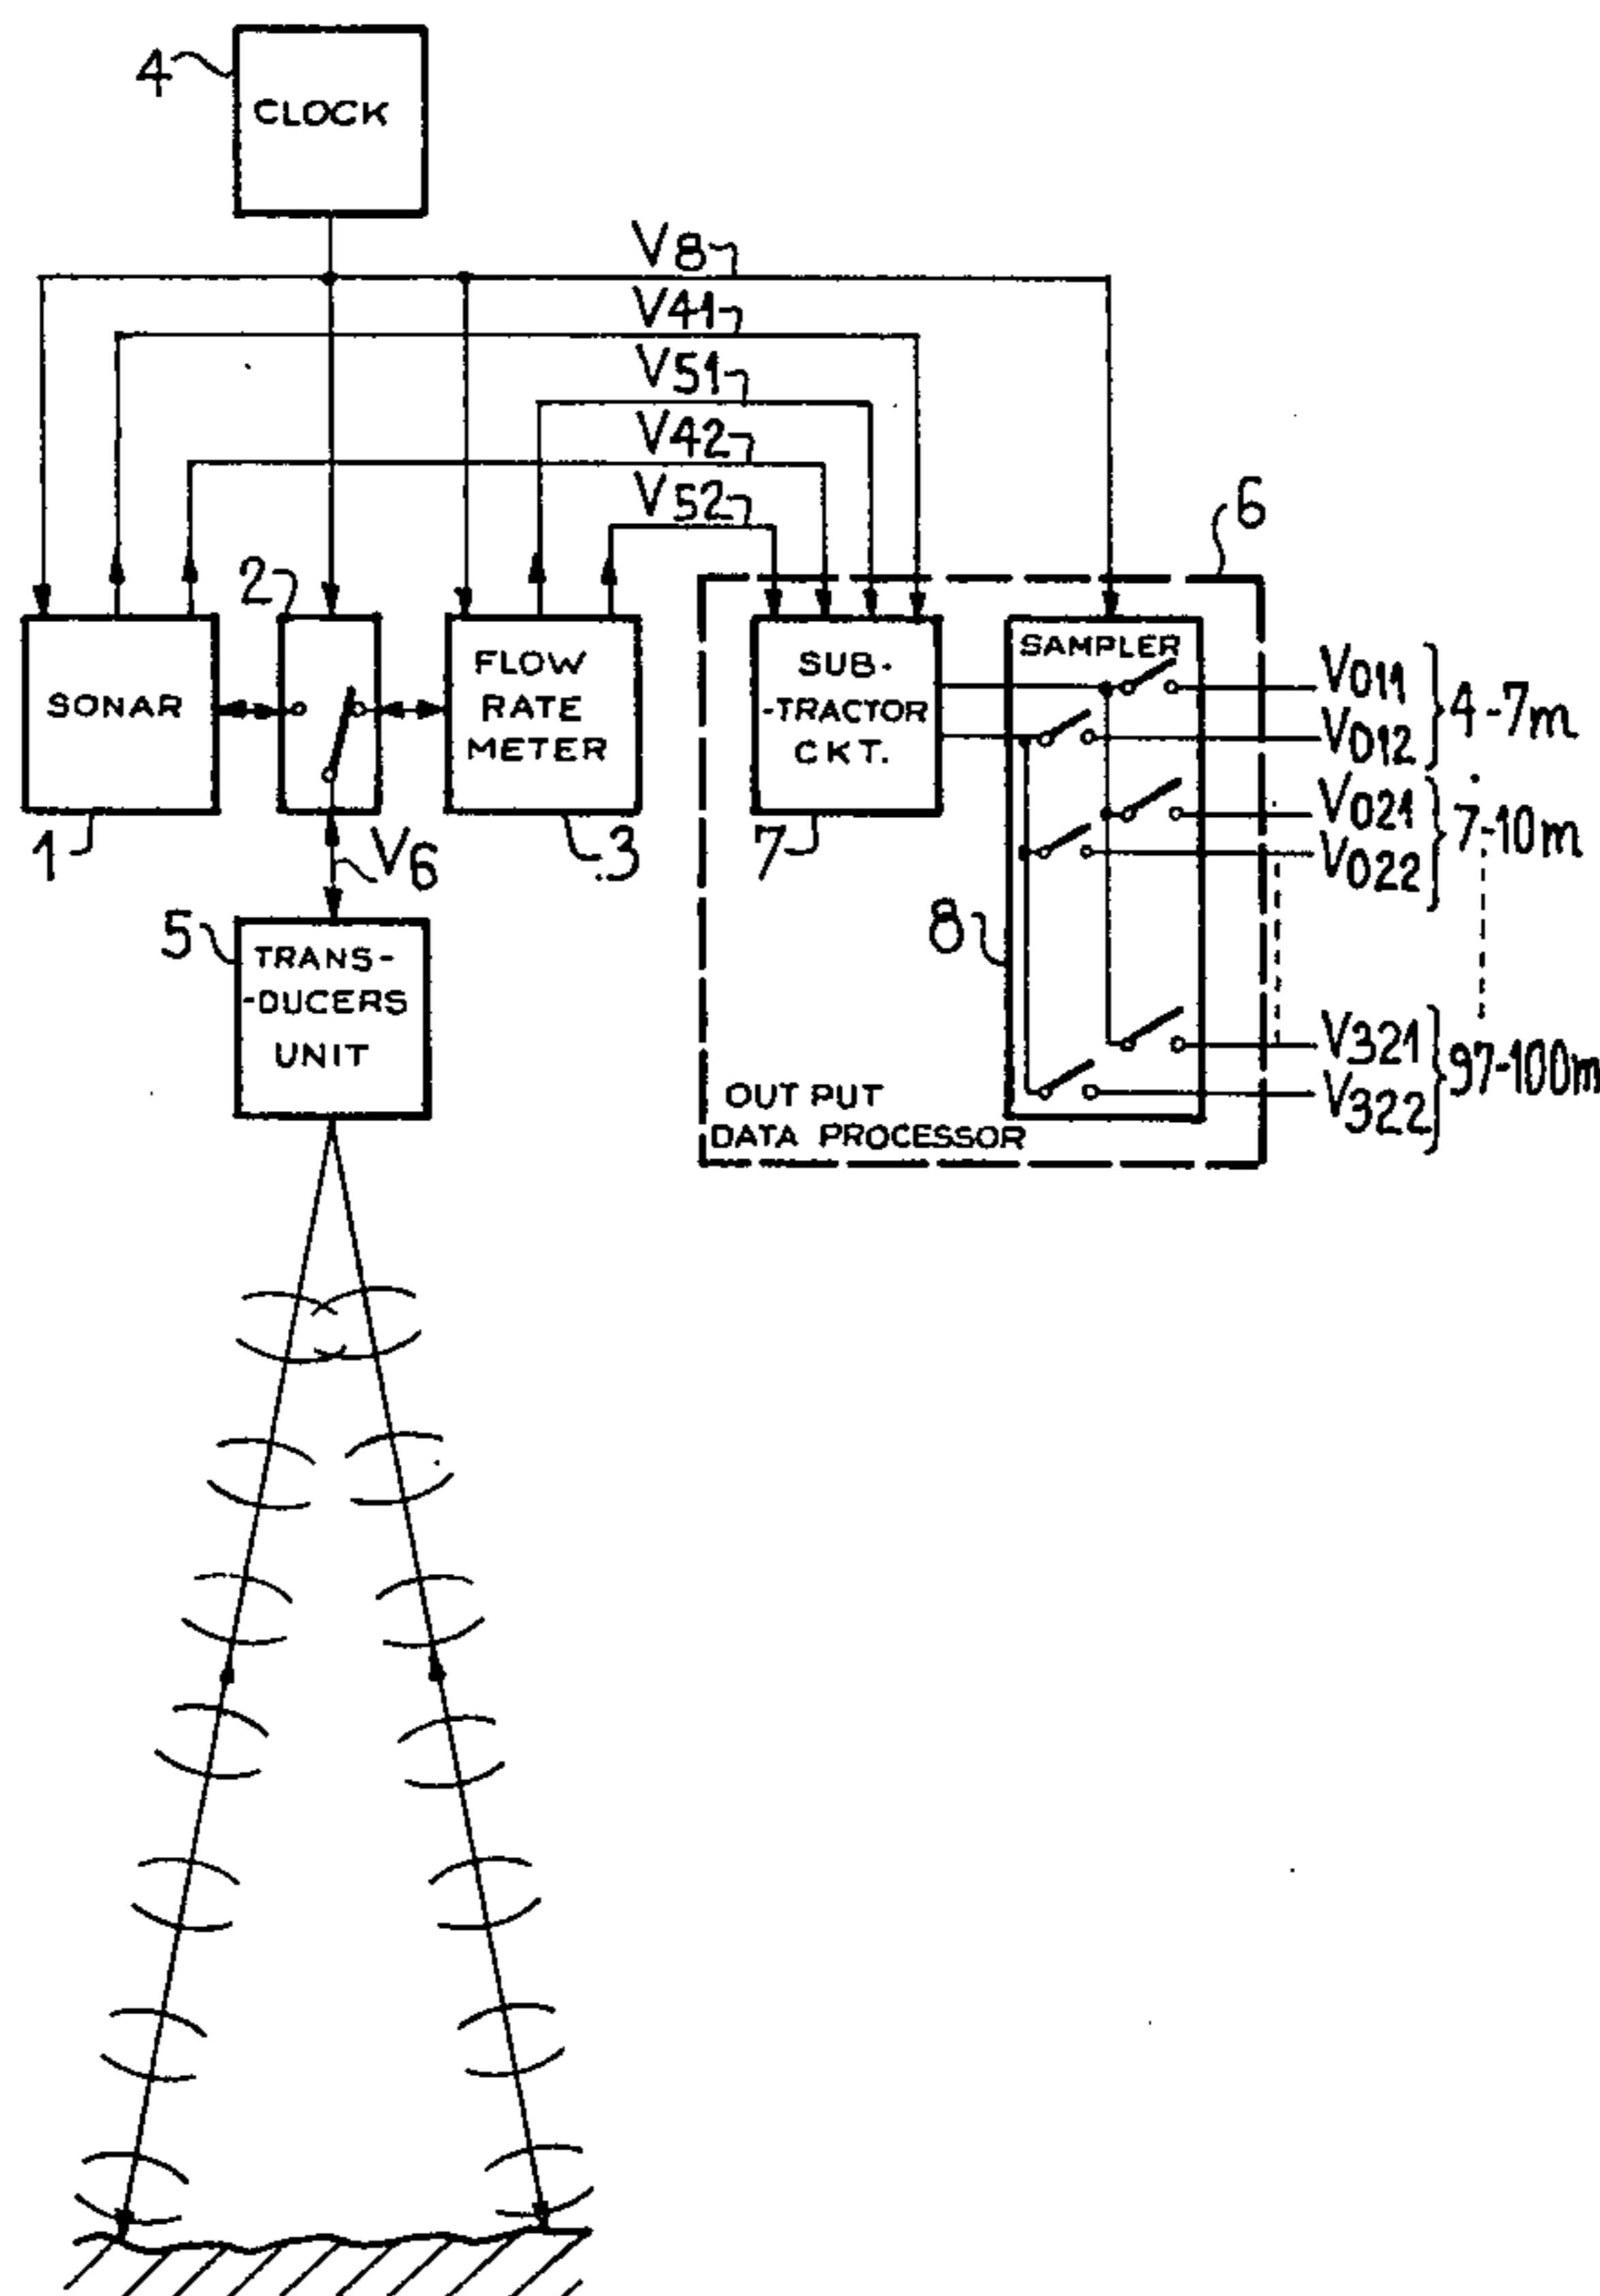 4
CLOCK
V8
V41
V51
V42
V52
6
2
SONAR
FLOW
RATE
METER
SUB-
-TRACTOR
CKT.
SAMPLER
V011
V012
4-7m
V021
V022
7-10m
1
V6
3
7
8
5
TRANS-
-DUCERS
UNIT
V321
V322
97-100m
OUT PUT
DATA PROCESSOR